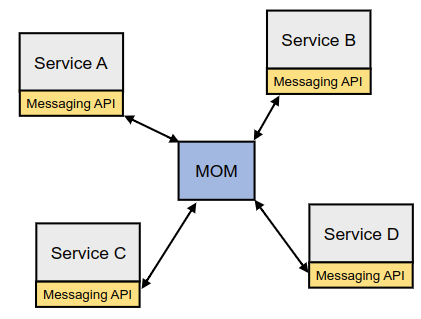 Service A
Messaging API
Service B
Messaging API
MOM
Service C
Messaging API
Service D
Messaging API